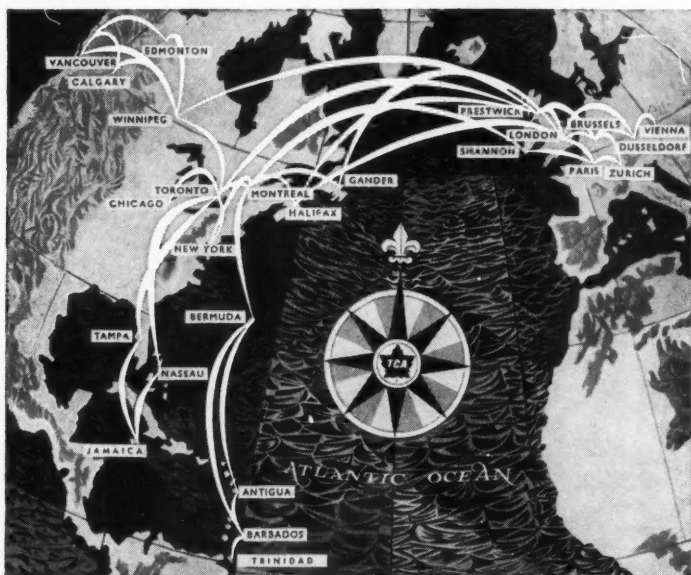 EDMONTON
VANCOUVER
CALGARY
WINNIPEG
PRESTWICK
BRUSSELS
VIENNA
LONDON
DUSSELDORF
SHANNON
PARIS
ZURICH
TORONTO
MONTREAL
GANDER
CHICAGO
HALIFAX
NEW YORK
BERMUDA
TAMPA
NASSAU
TCA
JAMAICA
ATLANTIC OCEAN
ANTIGUA
BARBADOS
TRINIDAD